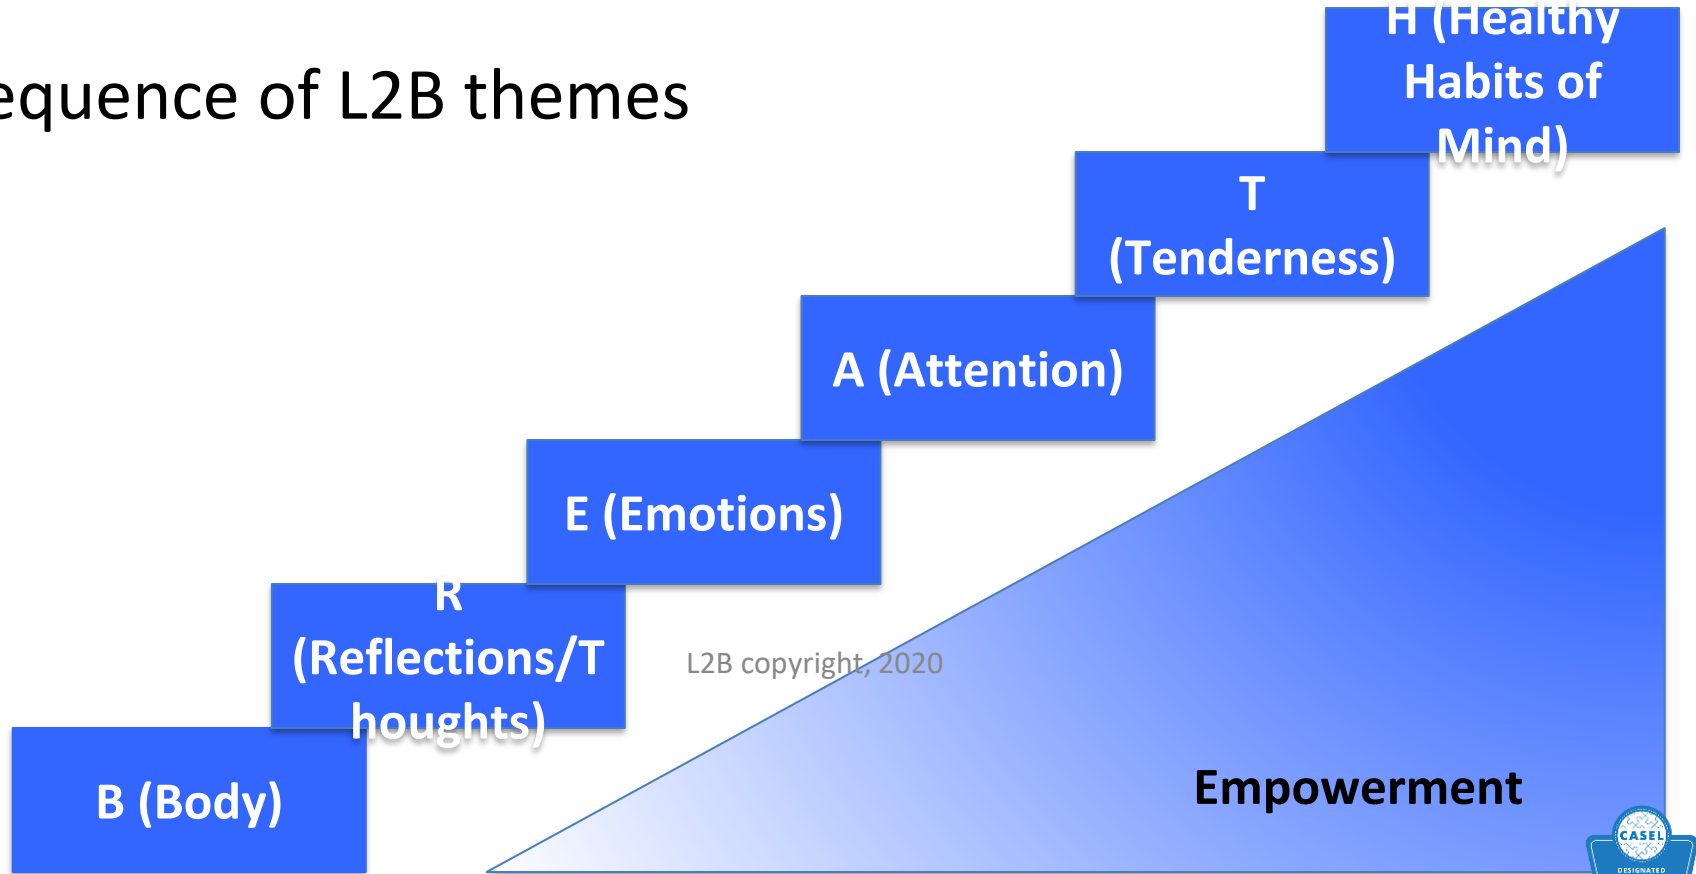 equence of L2B themes
H (Healthy
Habits of
Mind)
T
(Tenderness)
A (Attention)
E (Emotions)
R
(Reflections/T
houghts)
B (Body)
L2B copyright, 2020
Empowerment
CASEL
DESIGNATED